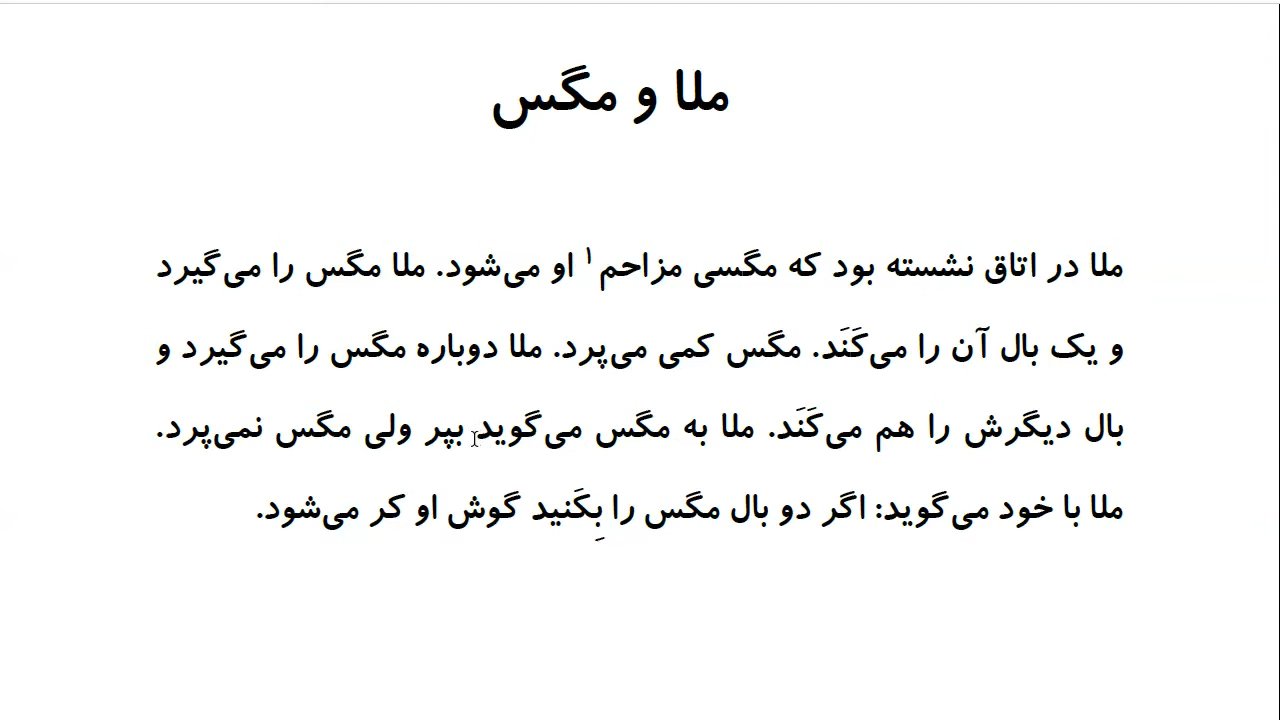 ملا و مگس
ملا در اتاق نشسته بود که مگسی مزاحم۱ او می‌شود. ملا مگس را می‌گیرد
و یک بال آن را می‌کَنَد. مگس کمی می‌پرد. ملا دوباره مگس را می‌گیرد و
بال دیگرش را هم می‌کَنَد. ملا به مگس می‌گوید بپر ولی مگس نمی‌پرد.
ملا با خود می‌گوید: اگر دو بال مگس را بِکَنید گوش او کر می‌شود.